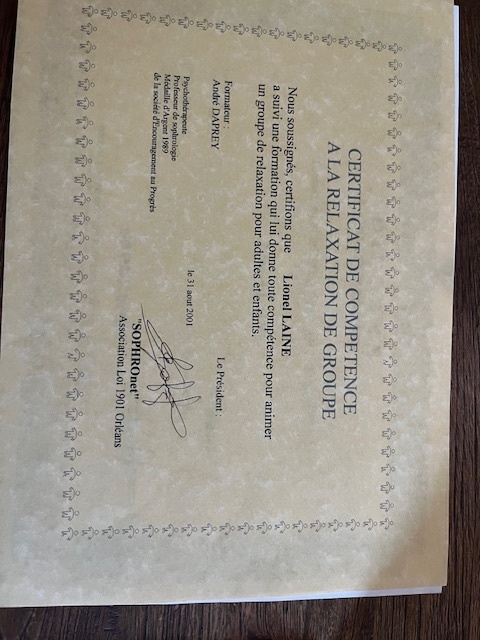 CERTIFICAT DE COMPETENCE
A LA RELAXATION DE GROUPE
Nous soussignés, certifions que Lionel LAINE
a suivi une formation qui lui donne toute compétence pour animer
un groupe de relaxation pour adultes et enfants.
Formateur :
André DAPREY
Psychothérapeute
Professeur de sophrologie
Médaille d'Argent 1989
de la société d'Encouragement au Progrès
le 31 aout 2001
Le Président :
"SOPHROnet"
Association Loi 1901 Orléans